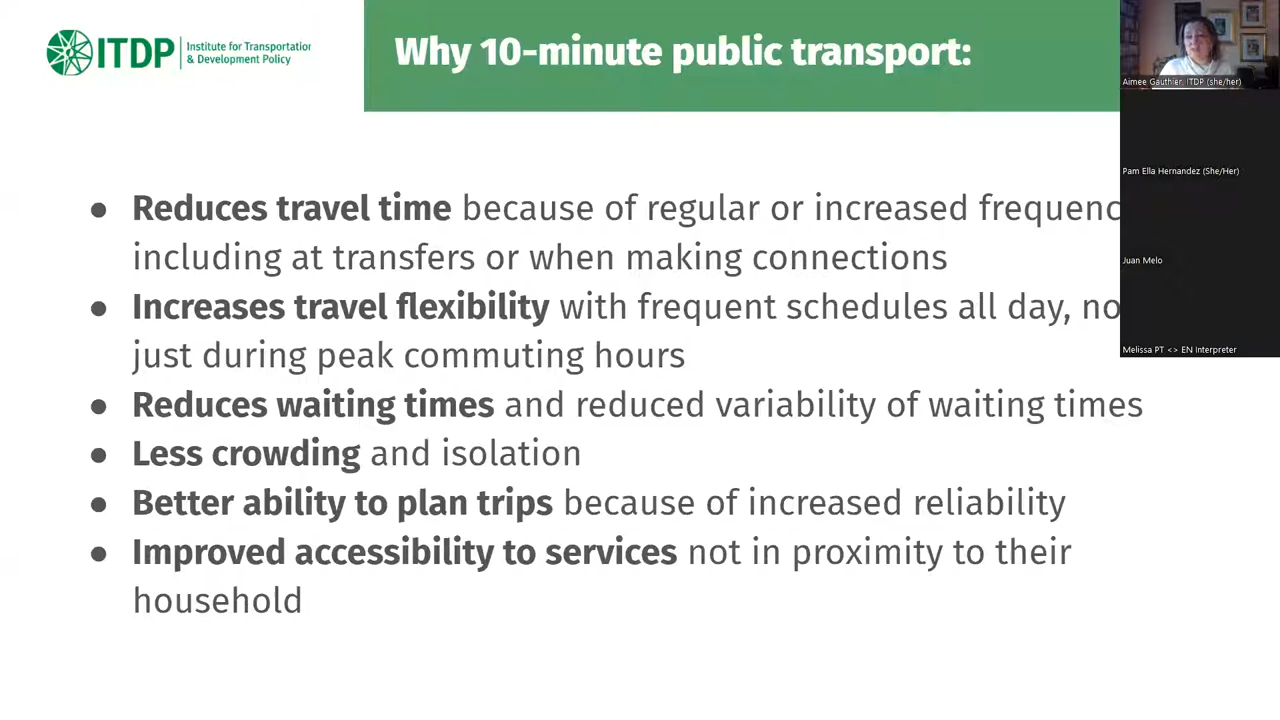 ITDP
Institute for Transportation
& Development Policy
Why 10-minute public transport:
● Reduces travel time because of regular or increased frequenc
including at transfers or when making connections
● Increases travel flexibility with frequent schedules all day, no
just during peak commuting hours
● Reduces waiting times and reduced variability of waiting times
● Less crowding and isolation
● Better ability to plan trips because of increased reliability
● Improved accessibility to services not in proximity to their
household
Aimee Gauthier, ITDP (she/her)
Pam Ella Hernandez (She/Her)
Juan Melo
Melissa PT <> EN Interpreter